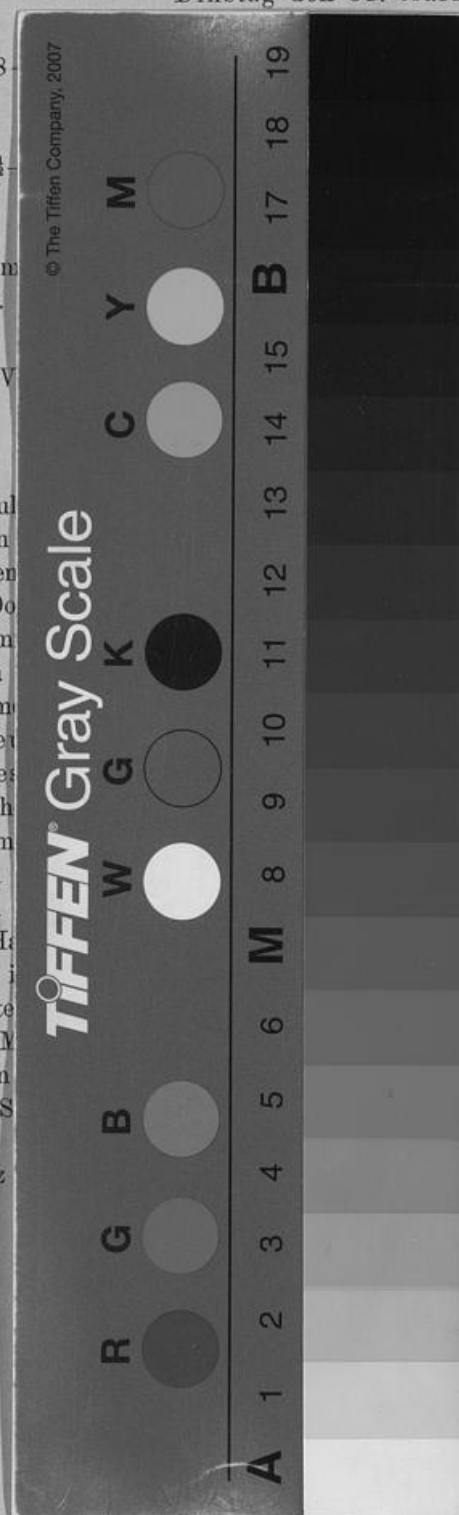 © The Tiffen Company, 2007
TIFFEN® Gray Scale
R G B W G K C Y M
A 1 2 3 4 5 6 M 8 9 10 11 12 13 14 15 B 17 18 19